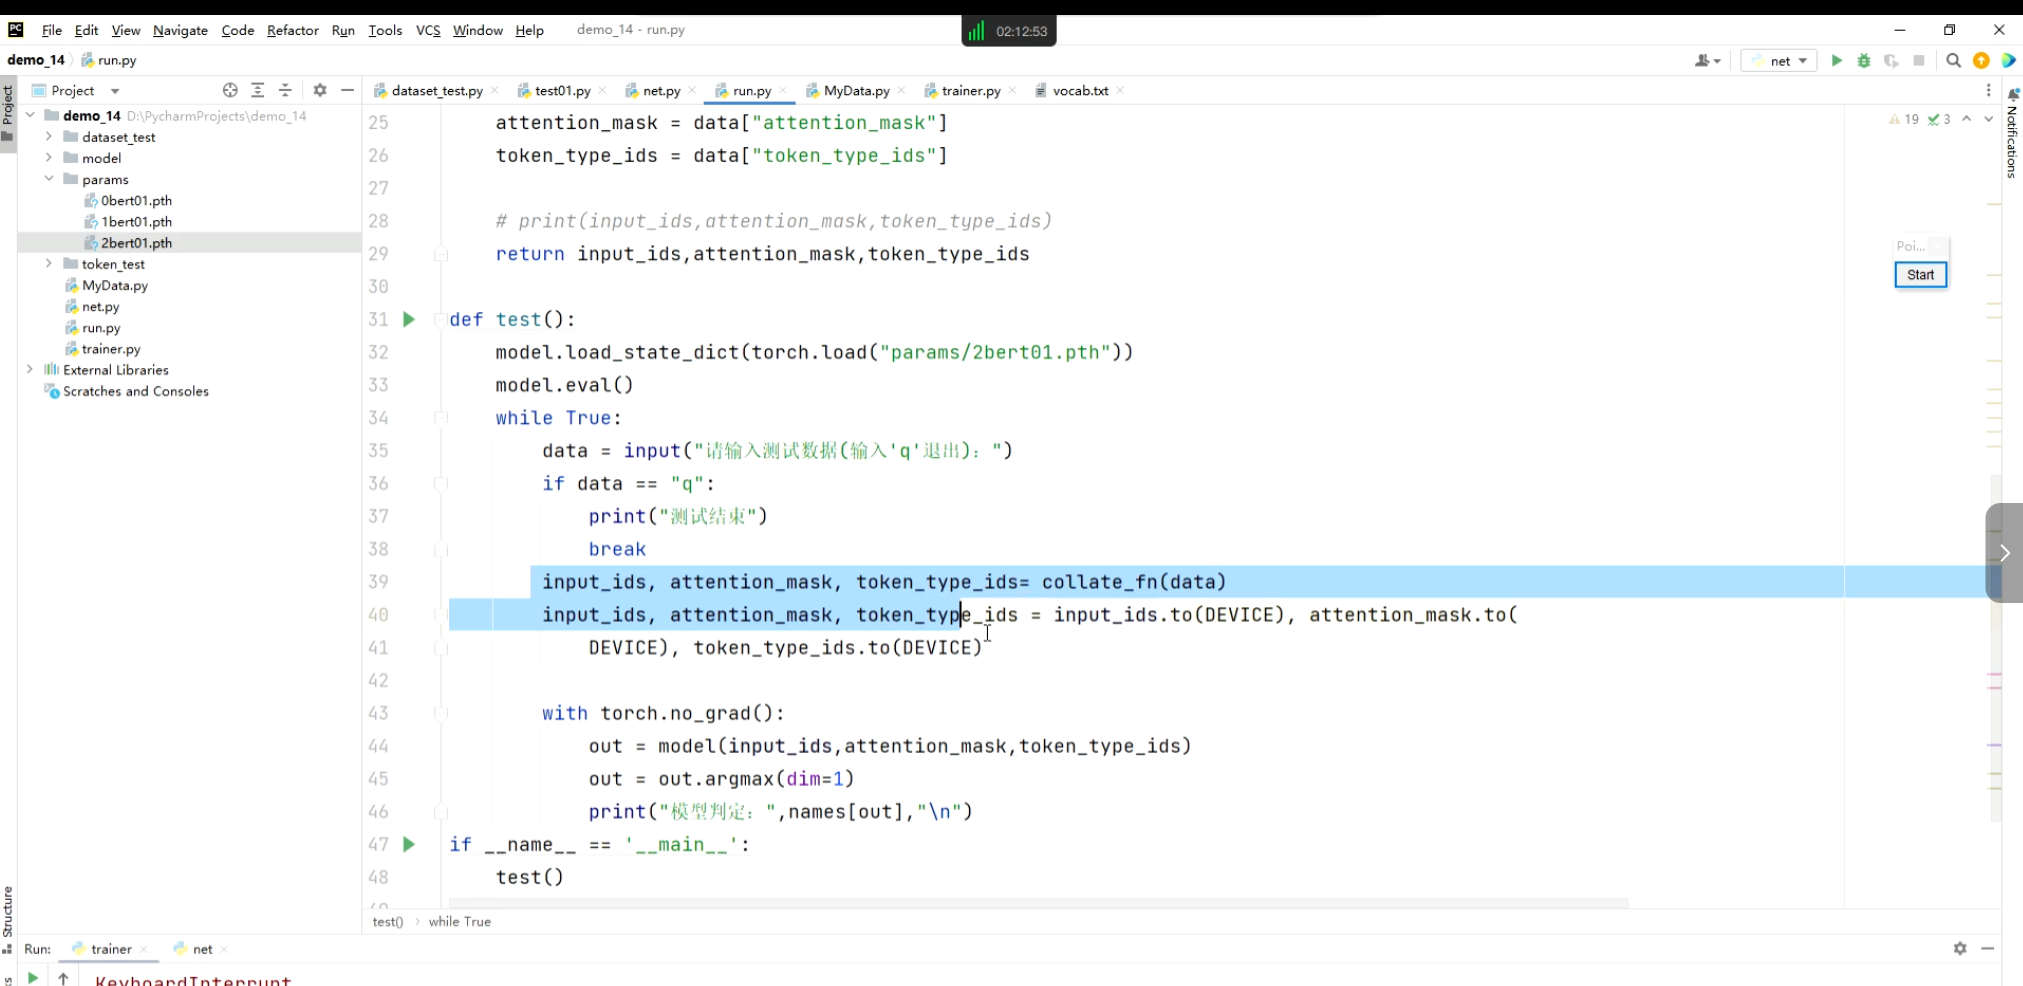 File Edit View Navigate Code Refactor Run Tools VCS Window Help demo_14 - run.py
02:12:53
demo_14 run.py
net
Project
dataset_test.py test01.py net.py run.py MyData.py trainer.py vocab.txt
Project
demo_14 D:\PycharmProjects\demo_14
dataset_test
model
params
0bert01.pth
1bert01.pth
2bert01.pth
token_test
MyData.py
net.py
run.py
trainer.py
External Libraries
Scratches and Consoles
19 3
Notifications
Poi...
Start
25 attention_mask = data["attention_mask"]
26 token_type_ids = data["token_type_ids"]
27
28 # print(input_ids,attention_mask,token_type_ids)
29 return input_ids,attention_mask,token_type_ids
30
31 def test():
32 model.load_state_dict(torch.load("params/2bert01.pth"))
33 model.eval()
34 while True:
35 data = input("请输入测试数据(输入'q'退出)：")
36 if data == "q":
37 print("测试结束")
38 break
39 input_ids, attention_mask, token_type_ids= collate_fn(data)
40 input_ids, attention_mask, token_type_ids = input_ids.to(DEVICE), attention_mask.to(
41 DEVICE), token_type_ids.to(DEVICE)
42
43 with torch.no_grad():
44 out = model(input_ids,attention_mask,token_type_ids)
45 out = out.argmax(dim=1)
46 print("模型判定：",names[out],"\n")
47 if __name__ == '__main__':
48 test()
test() while True
Structure
Run: trainer net
KeyboardInterrupt